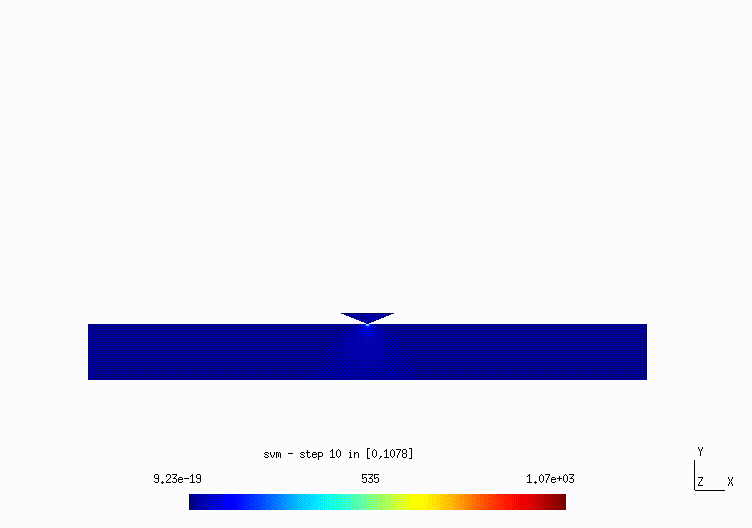 Y
svm - step 10 in [0,1078]
9.23e-19 535 1.07e+03
Z X